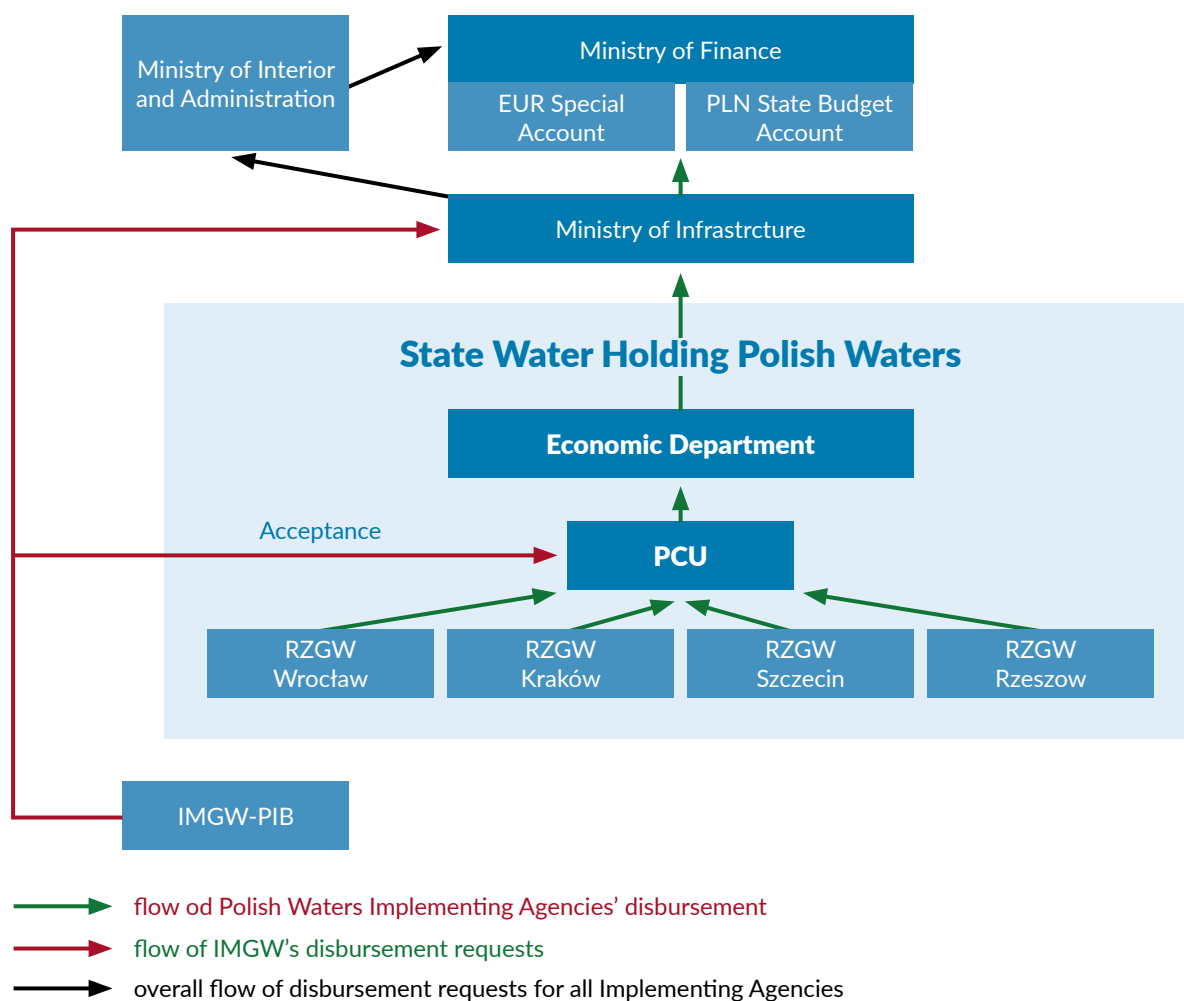 Ministry of Interior
and Administration
Ministry of Finance
EUR Special
Account
PLN State Budget
Account
Ministry of Infrastrcture
State Water Holding Polish Waters
Economic Department
Acceptance
PCU
RZGW
Wrocław
RZGW
Kraków
RZGW
Szczecin
RZGW
Rzeszow
IMGW-PIB
flow od Polish Waters Implementing Agencies’ disbursement
flow of IMGW’s disbursement requests
overall flow of disbursement requests for all Implementing Agencies